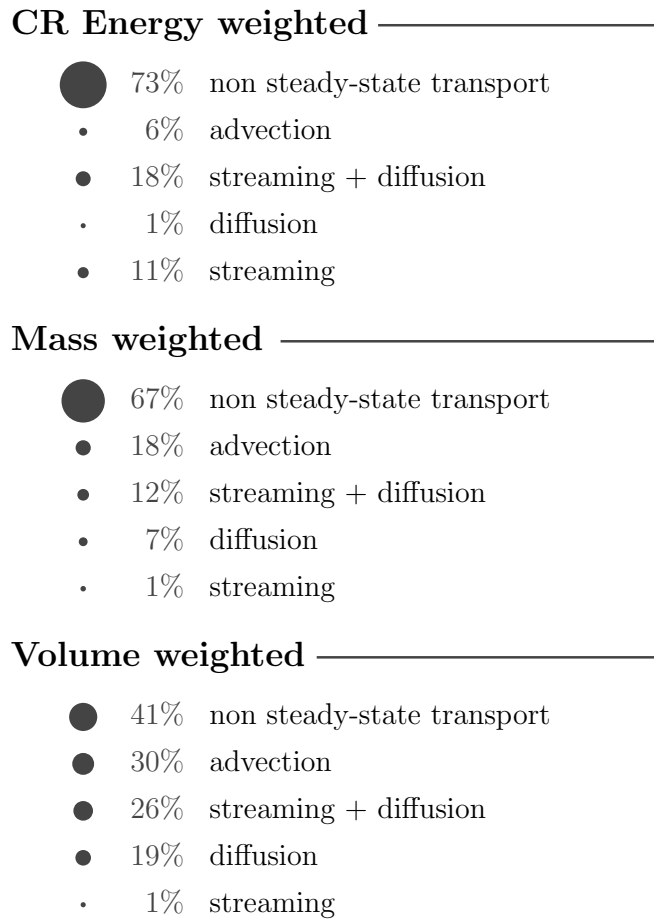 CR Energy weighted
73% non steady-state transport
6% advection
18% streaming + diffusion
1% diffusion
11% streaming
Mass weighted
67% non steady-state transport
18% advection
12% streaming + diffusion
7% diffusion
1% streaming
Volume weighted
41% non steady-state transport
30% advection
26% streaming + diffusion
19% diffusion
1% streaming